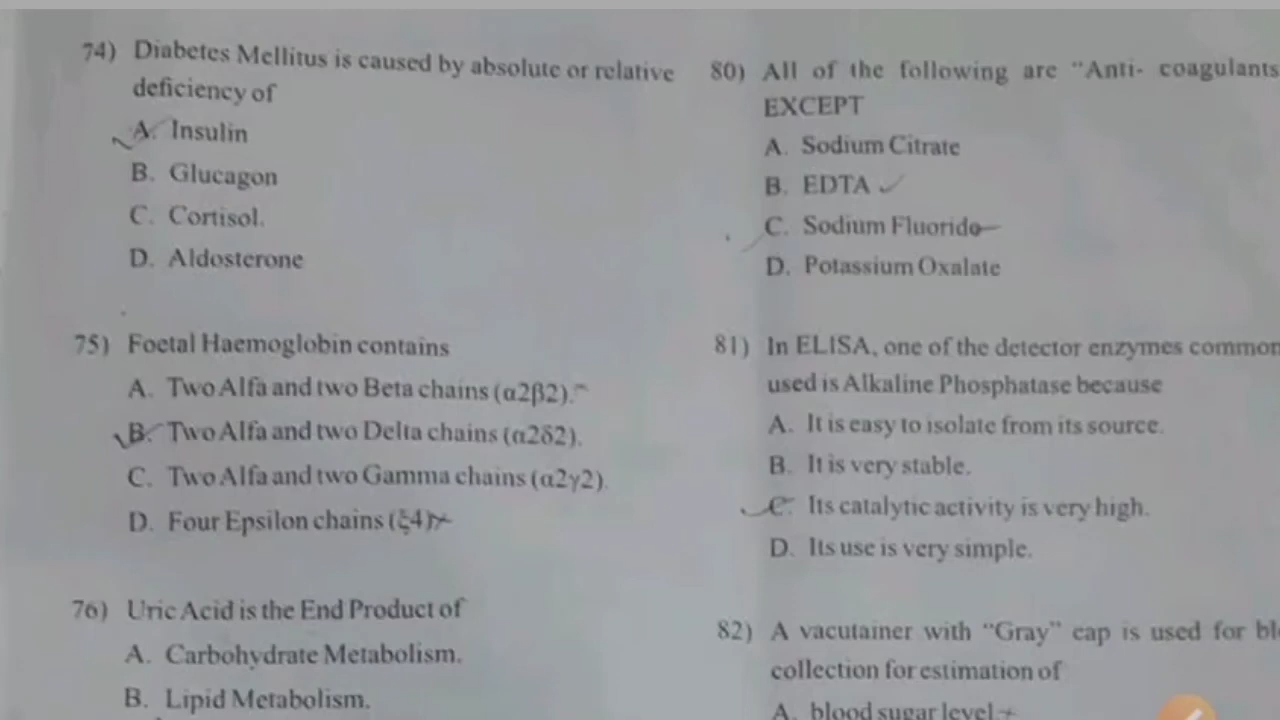 74) Diabetes Mellitus is caused by absolute or relative
deficiency of
A. Insulin
B. Glucagon
C. Cortisol.
D. Aldosterone
75) Foetal Haemoglobin contains
A. Two Alfa and two Beta chains (α2β2).
B. Two Alfa and two Delta chains (α2δ2).
C. Two Alfa and two Gamma chains (α2γ2).
D. Four Epsilon chains (ξ4)
76) Uric Acid is the End Product of
A. Carbohydrate Metabolism.
B. Lipid Metabolism.
80) All of the following are "Anti- coagulants
EXCEPT
A. Sodium Citrate
B. EDTA
C. Sodium Fluoride
D. Potassium Oxalate
81) In ELISA, one of the detector enzymes common
used is Alkaline Phosphatase because
A. It is easy to isolate from its source.
B. It is very stable.
C. Its catalytic activity is very high.
D. Its use is very simple.
82) A vacutainer with "Gray" cap is used for
collection for estimation of
A. blood sugar level